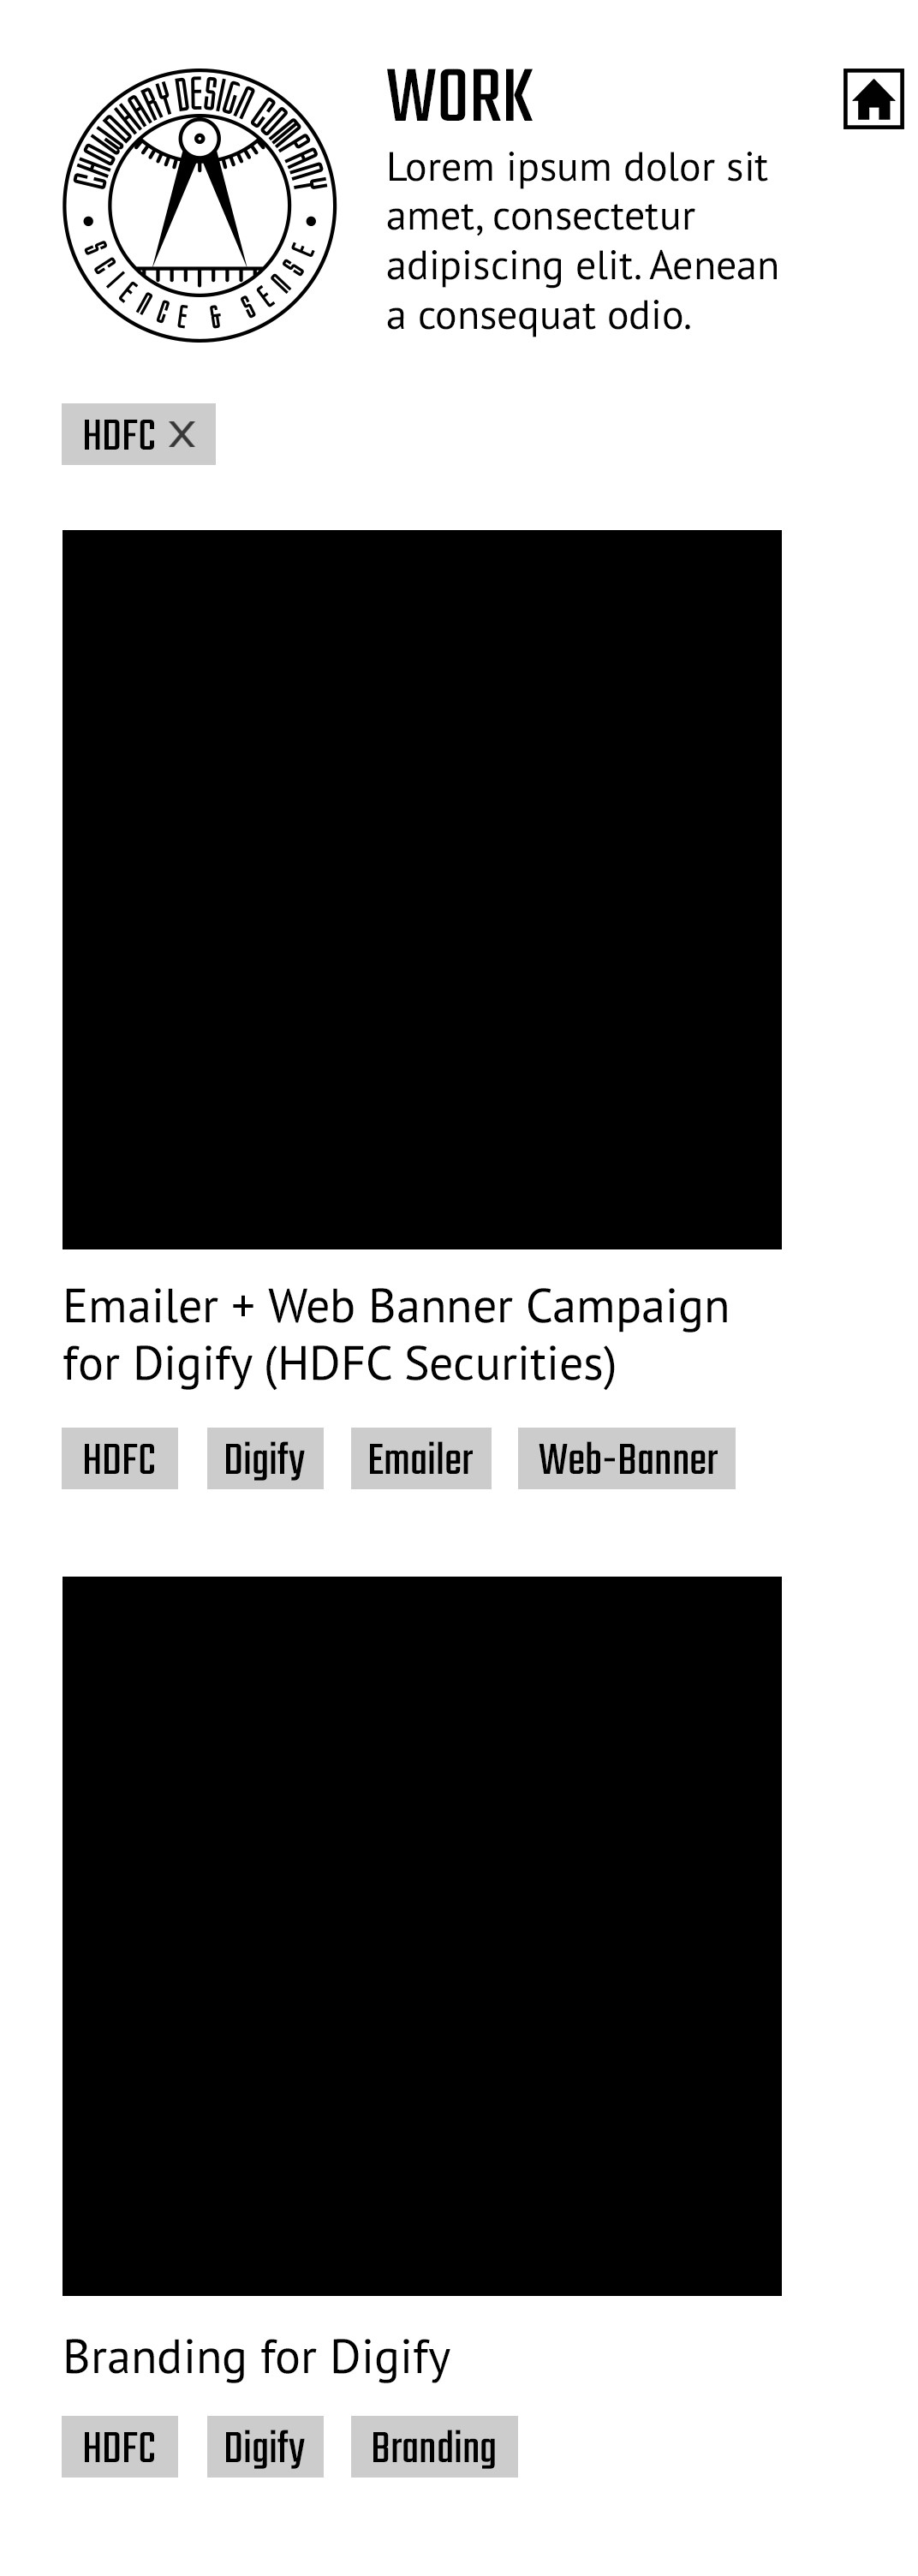 CHOWDHARY DESIGN COMPANY
SCIENCE & SENSE
WORK
Lorem ipsum dolor sit
amet, consectetur
adipiscing elit. Aenean
a consequat odio.
HDFC X
Emailer + Web Banner Campaign
for Digify (HDFC Securities)
HDFC Digify Emailer Web-Banner
Branding for Digify
HDFC Digify Branding